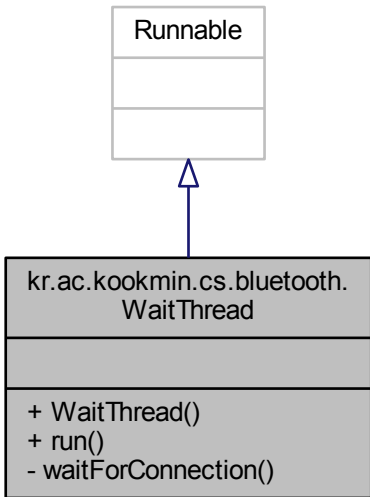 Runnable
kr.ac.kookmin.cs.bluetooth.
WaitThread
+ WaitThread()
+ run()
- waitForConnection()